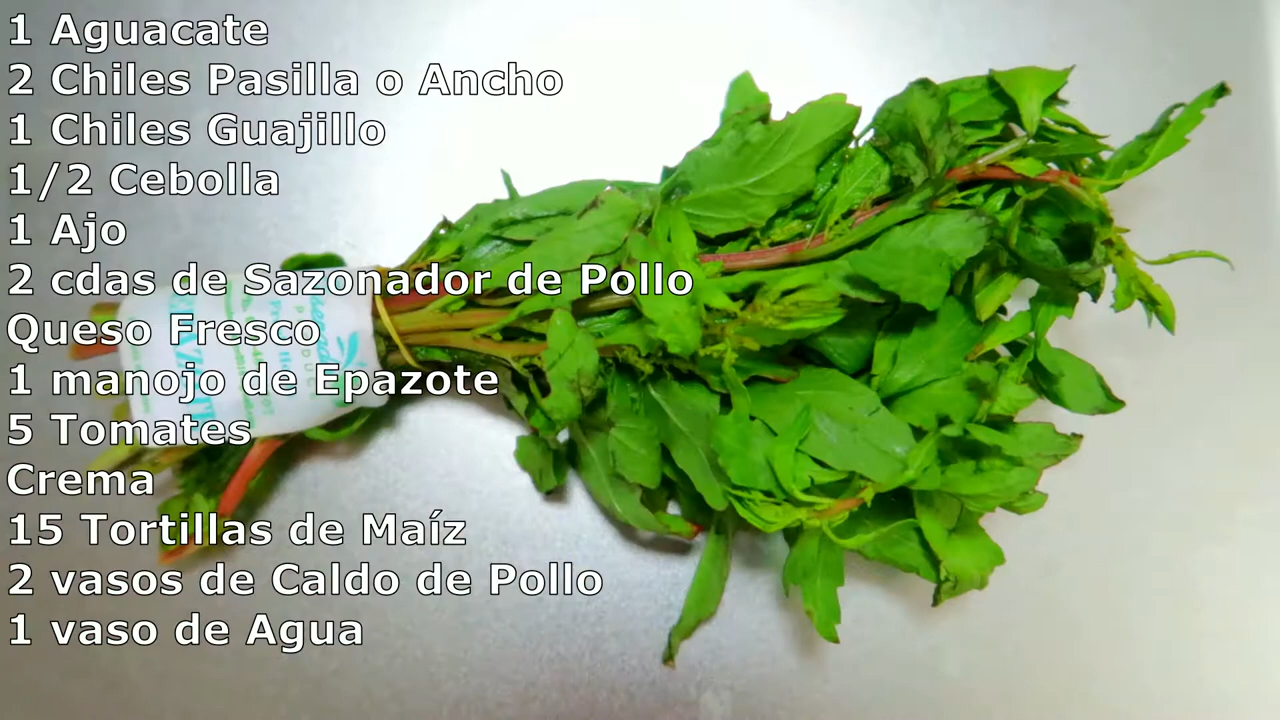 1 Aguacate
2 Chiles Pasilla o Ancho
1 Chiles Guajillo
1/2 Cebolla
1 Ajo
2 cdas de Sazonador de Pollo
Queso Fresco
1 manojo de Epazote
5 Tomates
Crema
15 Tortillas de Maíz
2 vasos de Caldo de Pollo
1 vaso de Agua